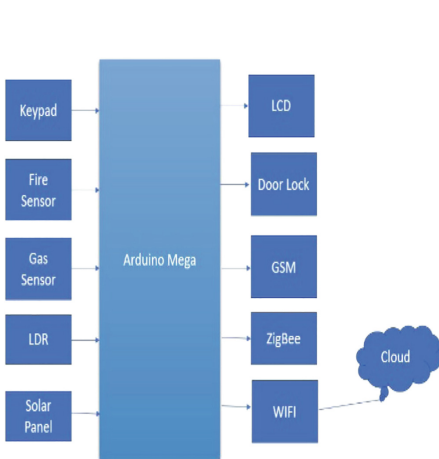 Keypad
Fire
Sensor
Gas
Sensor
LDR
Solar
Panel
Arduino Mega
LCD
Door Lock
GSM
ZigBee
WIFI
Cloud